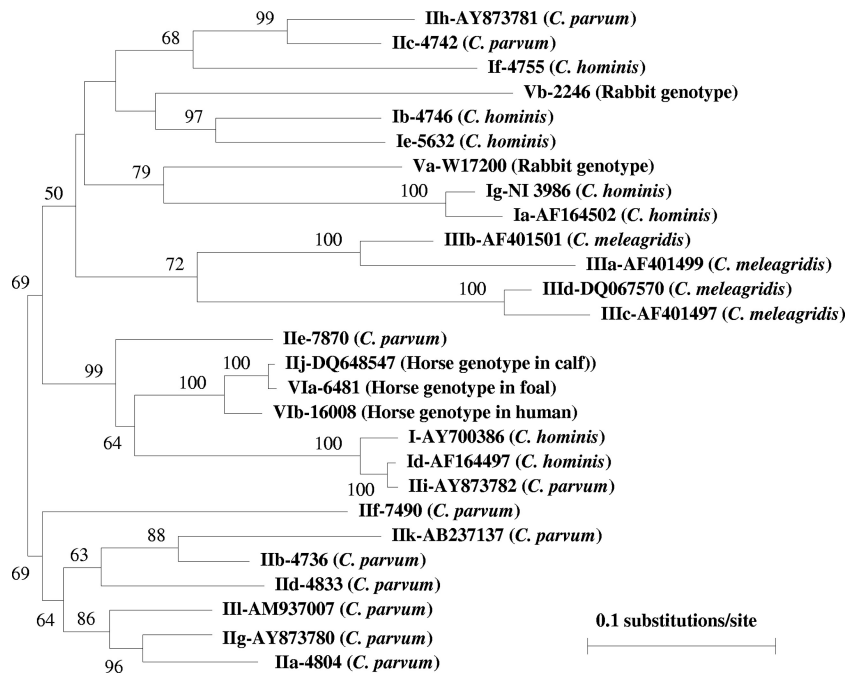 99
IIh-AY873781 (C. parvum)
68
IIc-4742 (C. parvum)
If-4755 (C. hominis)
Vb-2246 (Rabbit genotype)
97
Ib-4746 (C. hominis)
Ie-5632 (C. hominis)
79
Va-W17200 (Rabbit genotype)
50
100
Ig-NI 3986 (C. hominis)
Ia-AF164502 (C. hominis)
100
IIIb-AF401501 (C. meleagridis)
72
IIIa-AF401499 (C. meleagridis)
69
100
IIId-DQ067570 (C. meleagridis)
IIIc-AF401497 (C. meleagridis)
IIe-7870 (C. parvum)
99
100
IIj-DQ648547 (Horse genotype in calf))
100
VIa-6481 (Horse genotype in foal)
VIb-16008 (Horse genotype in human)
64
100
I-AY700386 (C. hominis)
Id-AF164497 (C. hominis)
100
IIi-AY873782 (C. parvum)
IIf-7490 (C. parvum)
88
IIk-AB237137 (C. parvum)
63
IIb-4736 (C. parvum)
69
IId-4833 (C. parvum)
64
86
IIl-AM937007 (C. parvum)
0.1 substitutions/site
IIg-AY873780 (C. parvum)
96
IIa-4804 (C. parvum)